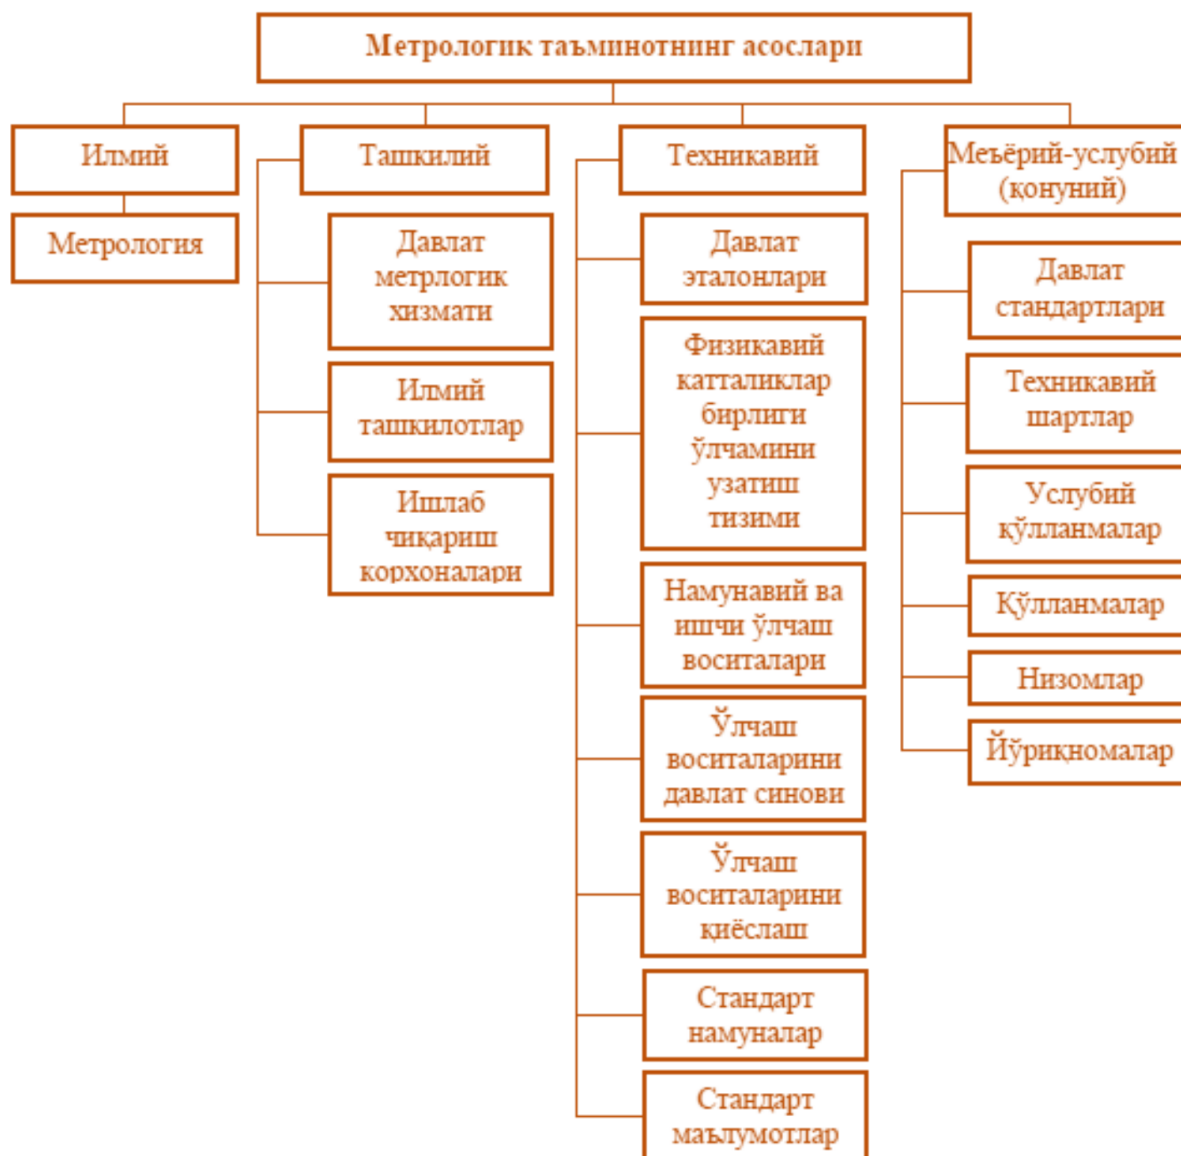 Метрологик таъминотнинг асослари
Илмий
Метрология
Ташкилий
Давлат
метрлогик
хизмати
Илмий
ташкилотлар
Ишлаб
чиқариш
корхоналари
Техникавий
Давлат
эталонлари
Физикавий
катталиклар
бирлиги
ўлчамини
узатиш
тизими
Намунавий ва
ишчи ўлчаш
воситалари
Ўлчаш
воситаларини
давлат синови
Ўлчаш
воситаларини
қиёслаш
Стандарт
намуналар
Стандарт
маълумотлар
Меъёрий-услубий
(қонуний)
Давлат
стандартлари
Техникавий
шартлар
Услубий
қўлланмалар
Қўлланмалар
Низомлар
Йўриқномалар